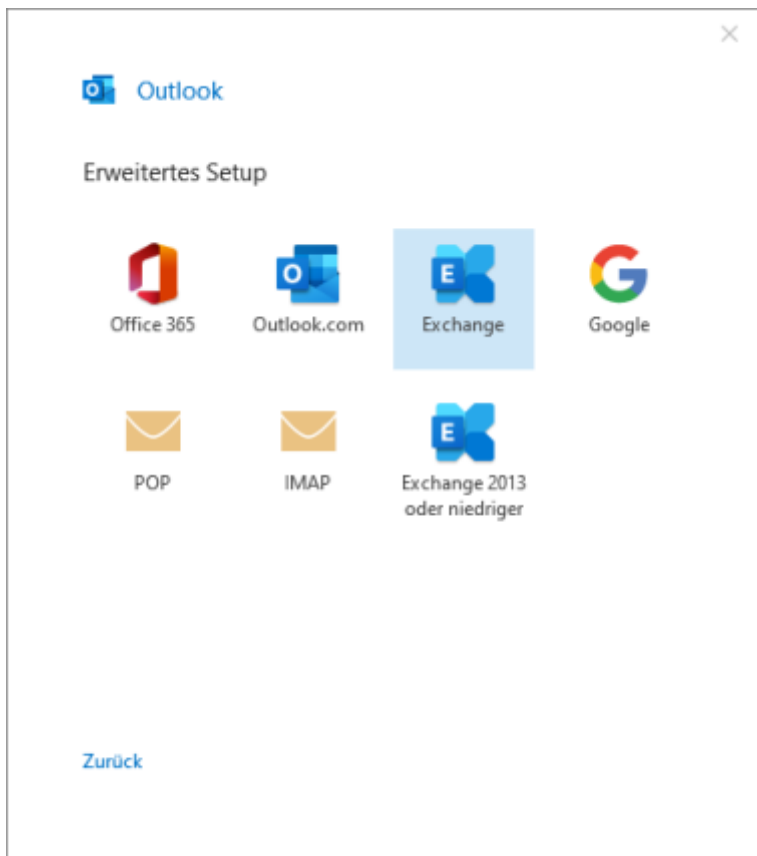 Outlook
Erweitertes Setup
Office 365
Outlook.com
Exchange
Google
POP
IMAP
Exchange 2013
oder niedriger
Zurück